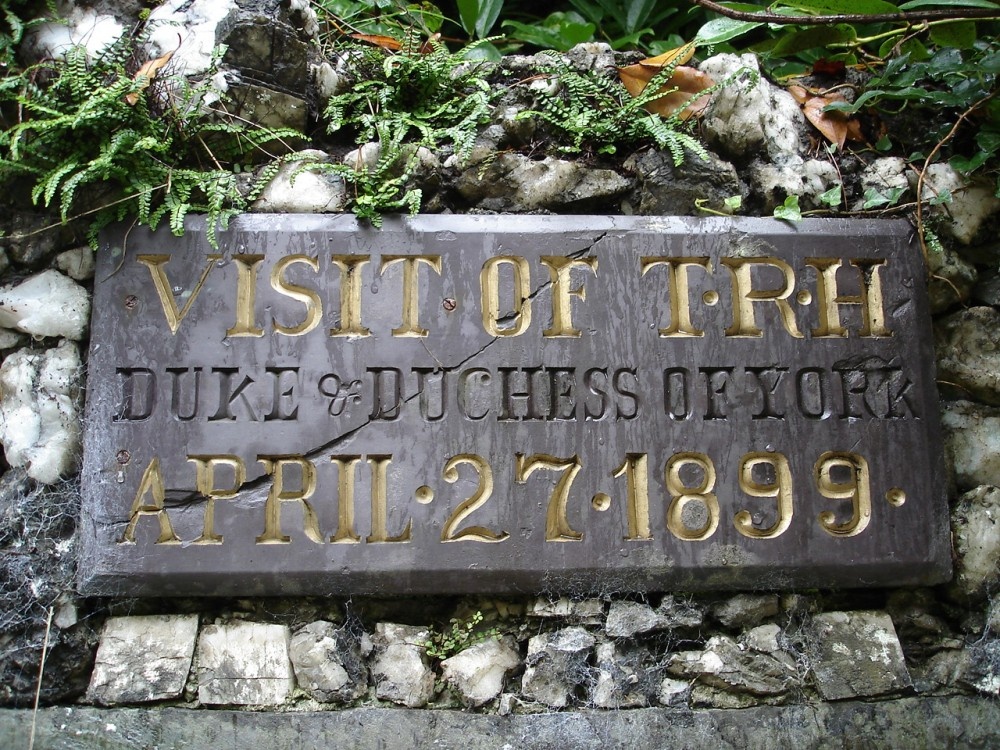 VISIT OF T·R·H
DUKE & DUCHESS OF YORK
APRIL·27·1899·